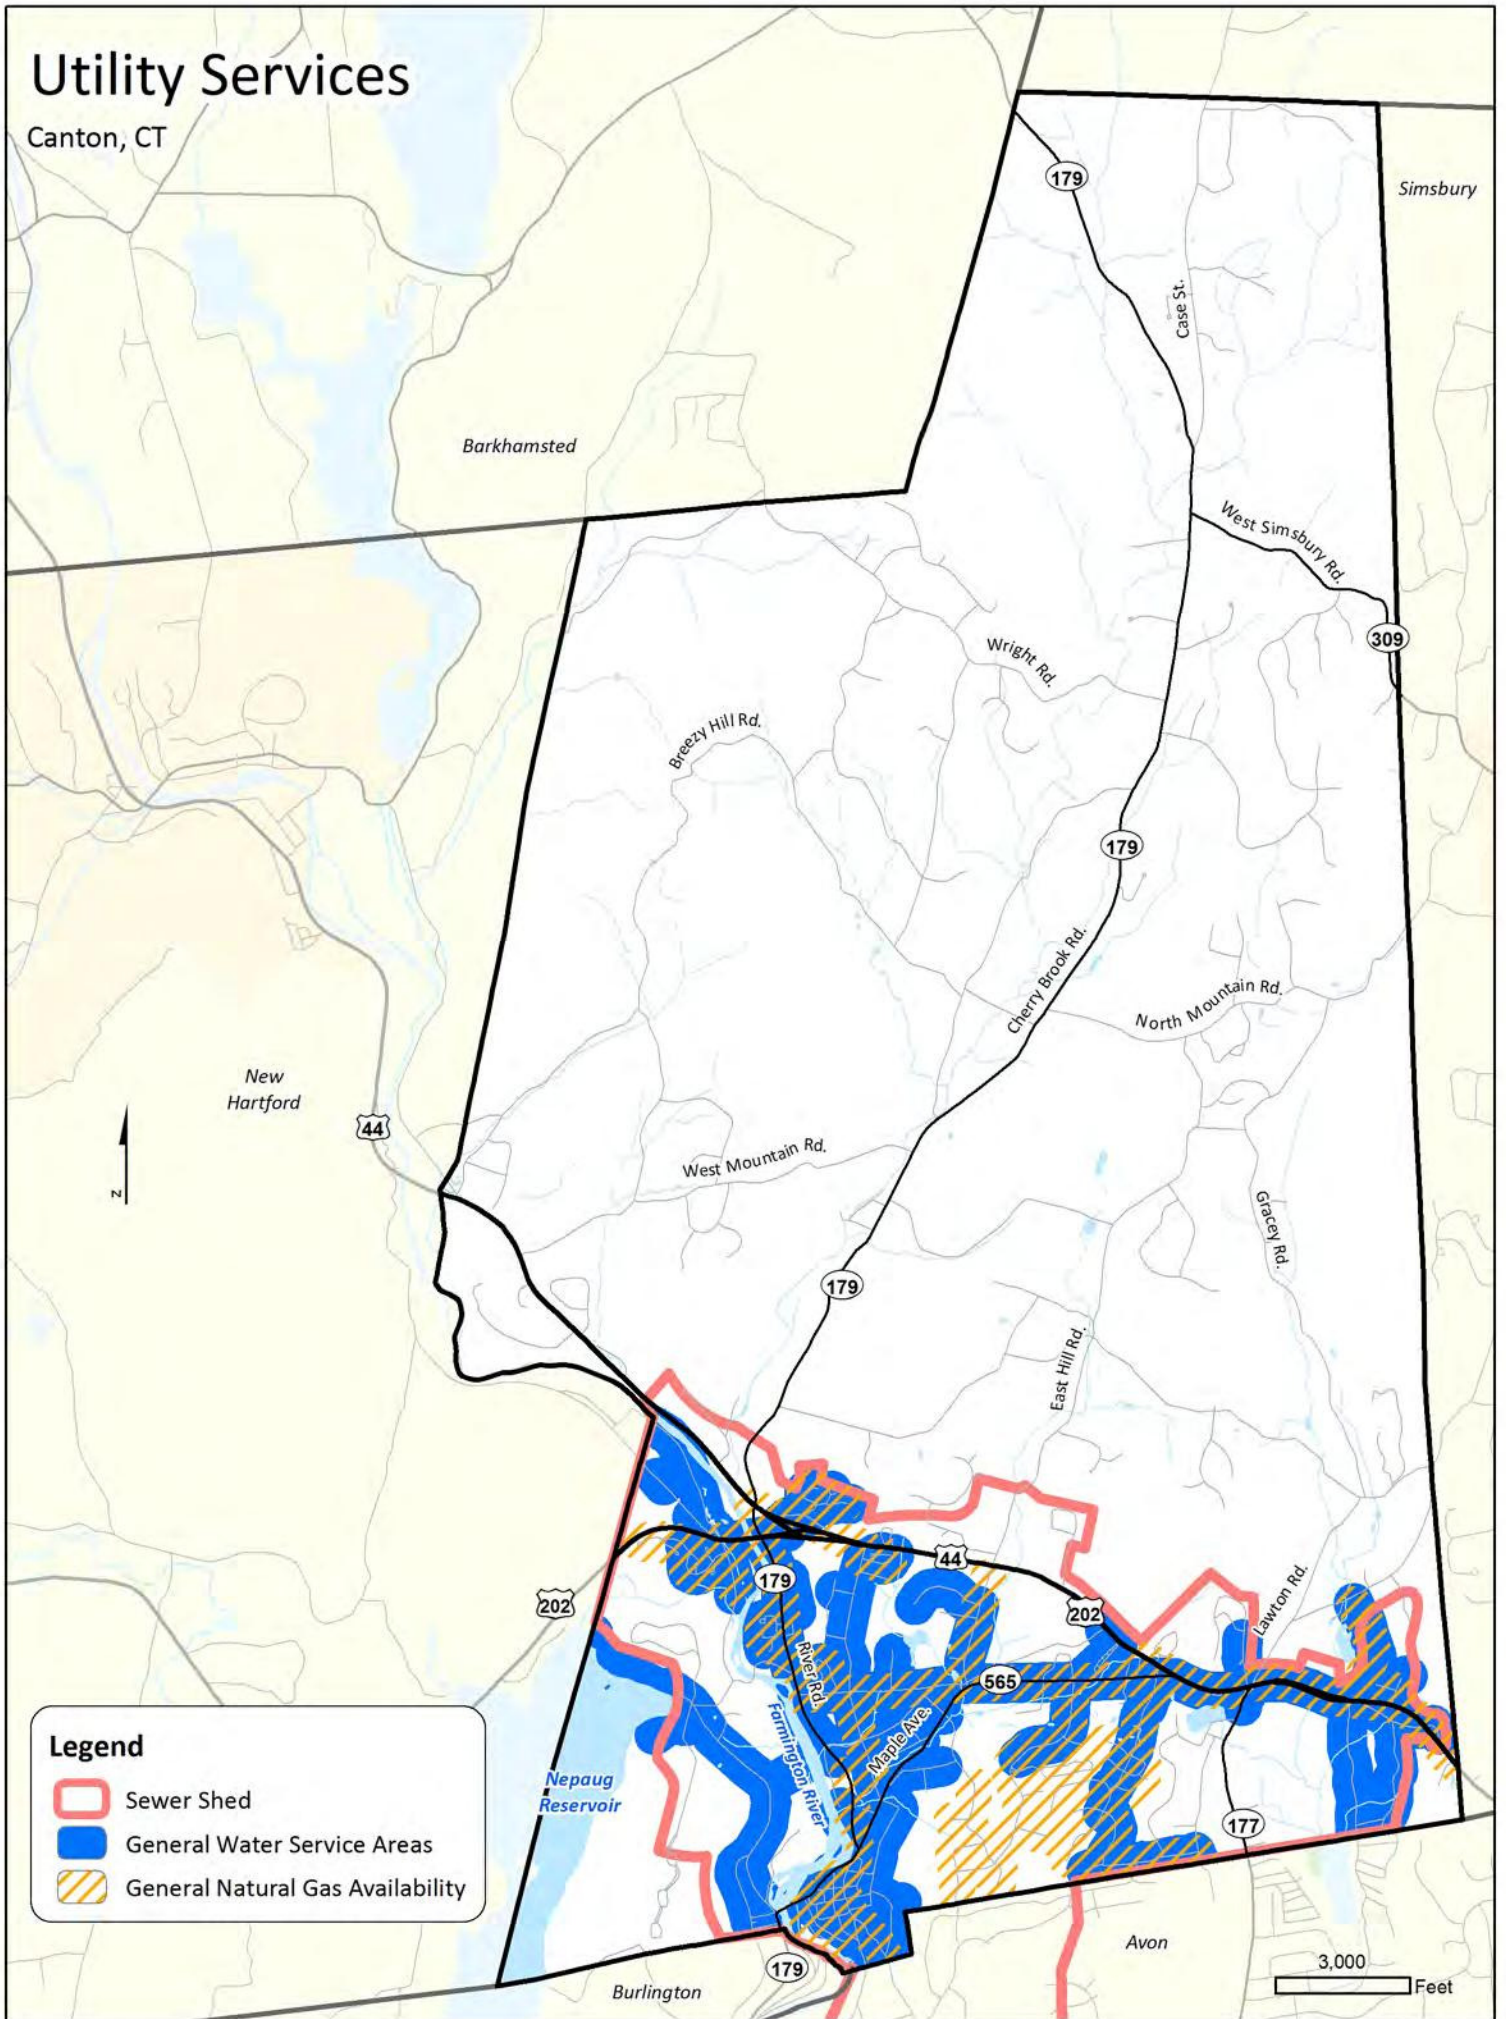 Utility Services
Canton, CT
179
Simsbury
Case St.
Barkhamsted
West Simsbury Rd.
309
Wright Rd.
Breezy Hill Rd.
179
Cherry Brook Rd.
North Mountain Rd.
New
Hartford
44
West Mountain Rd.
N
Gracey Rd.
179
East Hill Rd.
44
179
202
202
Lawton Rd.
River Rd.
565
Maple Ave.
Farmington River
Legend
Nepaug
Reservoir
Sewer Shed
177
General Water Service Areas
General Natural Gas Availability
Avon
179
3,000
Feet
Burlington